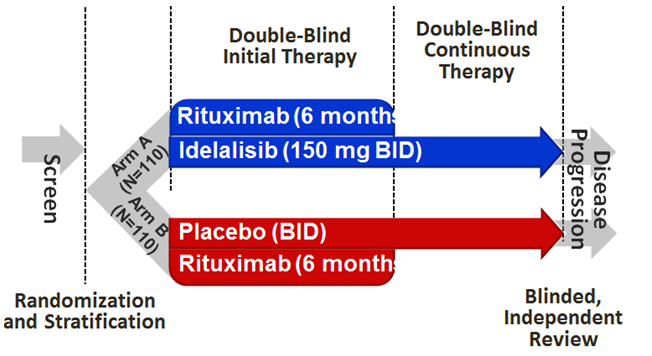 Double-Blind
Initial Therapy
Double-Blind
Continuous
Therapy
Screen
Arm A
(N=110)
Arm B
(N=110)
Rituximab (6 months
Idelalisib (150 mg BID)
Placebo (BID)
Rituximab (6 months
Disease
Progression
Randomization
and Stratification
Blinded,
Independent
Review